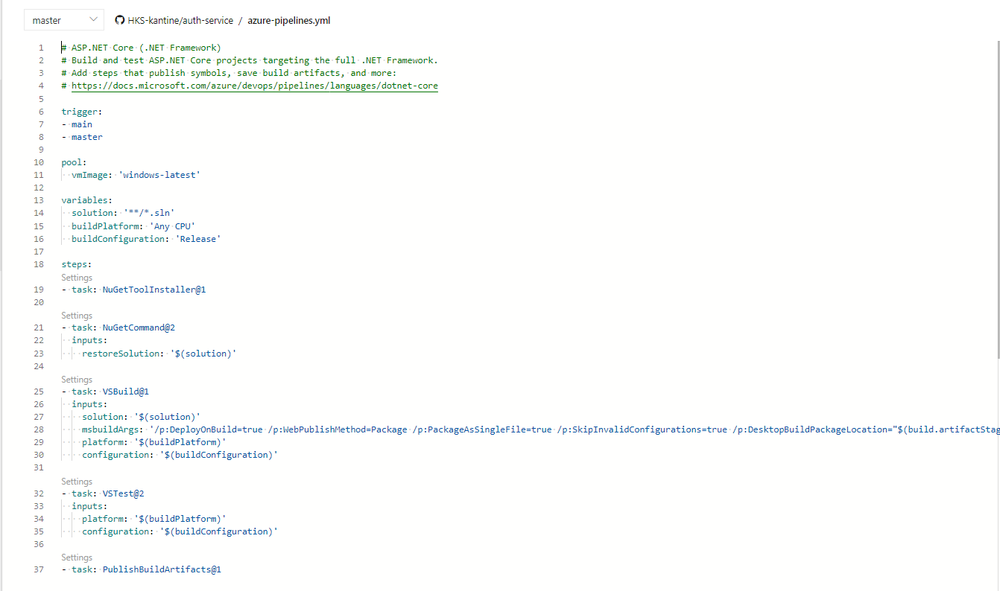 master HKS-kantine/auth-service / azure-pipelines.yml
1 # ASP.NET Core (.NET Framework)
2 # Build and test ASP.NET Core projects targeting the full .NET Framework.
3 # Add steps that publish symbols, save build artifacts, and more:
4 # https://docs.microsoft.com/azure/devops/pipelines/languages/dotnet-core
5
6 trigger:
7 - main
8 - master
9
10 pool:
11   vmImage: 'windows-latest'
12
13 variables:
14   solution: '**/*.sln'
15   buildPlatform: 'Any CPU'
16   buildConfiguration: 'Release'
17
18 steps:
Settings
19 - task: NuGetToolInstaller@1
20
Settings
21 - task: NuGetCommand@2
22   inputs:
23     restoreSolution: '$(solution)'
24
Settings
25 - task: VSBuild@1
26   inputs:
27     solution: '$(solution)'
28     msbuildArgs: '/p:DeployOnBuild=true /p:WebPublishMethod=Package /p:PackageAsSingleFile=true /p:SkipInvalidConfigurations=true /p:DesktopBuildPackageLocation="$(build.artifactStag
29     platform: '$(buildPlatform)'
30     configuration: '$(buildConfiguration)'
31
Settings
32 - task: VSTest@2
33   inputs:
34     platform: '$(buildPlatform)'
35     configuration: '$(buildConfiguration)'
36
Settings
37 - task: PublishBuildArtifacts@1